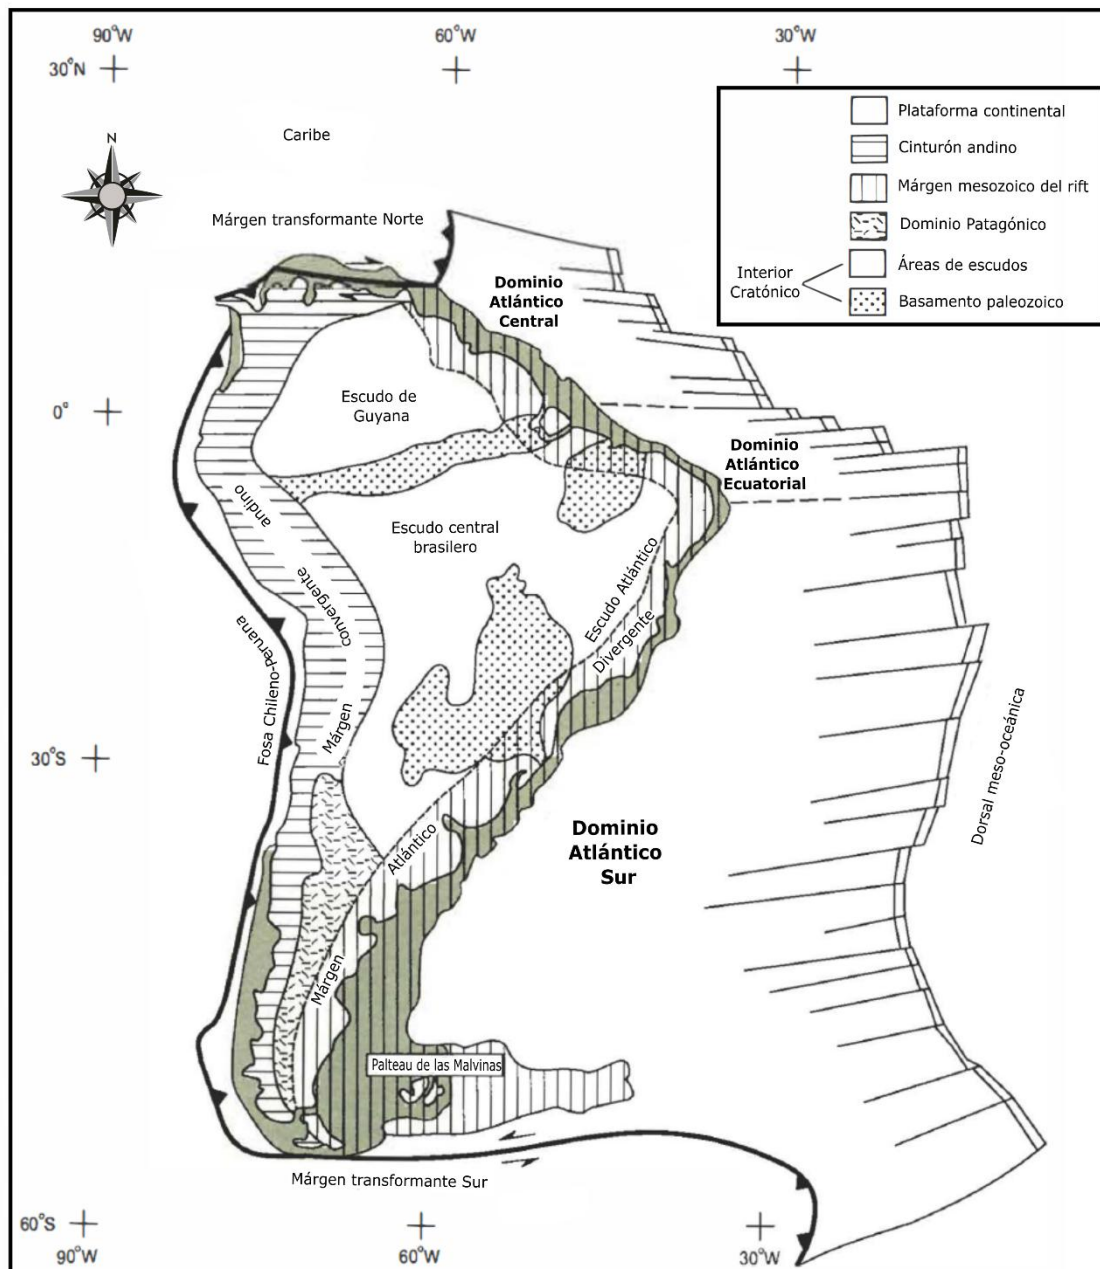 90°W
60°W
30°W
30°N
Plataforma continental
Caribe
Cinturón andino
N
Márgen mesozoico del rift
Márgen transformante Norte
Dominio Patagónico
Interior
Cratónico
Áreas de escudos
Basamento paleozoico
Dominio
Atlántico
Central
Escudo de
Guyana
0°
Dominio
Atlántico
Ecuatorial
andino
Escudo central
brasilero
Escudo Atlántico
convergente
Divergente
Fosa Chileno-Peruana
Márgen
Dorsal meso-oceánica
30°S
Dominio
Atlántico
Sur
Atlántico
Márgen
Palteau de las Malvinas
Márgen transformante Sur
60°S
90°W
60°W
30°W